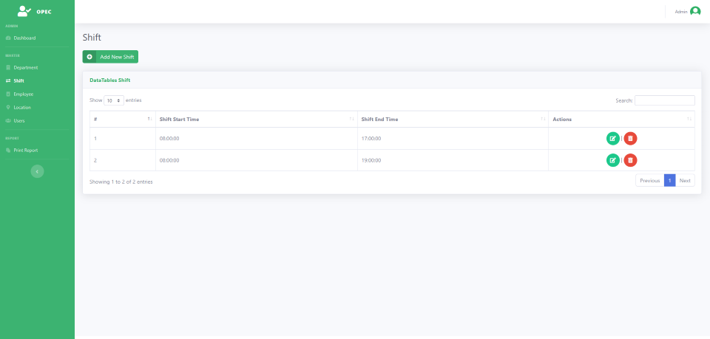 OPEC
ADMIN
Dashboard
MASTER
Department
Shift
Employee
Location
Users
REPORT
Print Report
Admin
Shift
Add New Shift
DataTables Shift
Show 10 entries
Search:
# Shift Start Time Shift End Time Actions
1 09:00:00 17:00:00 |
2 08:00:00 19:00:00 |
Showing 1 to 2 of 2 entries
Previous 1 Next